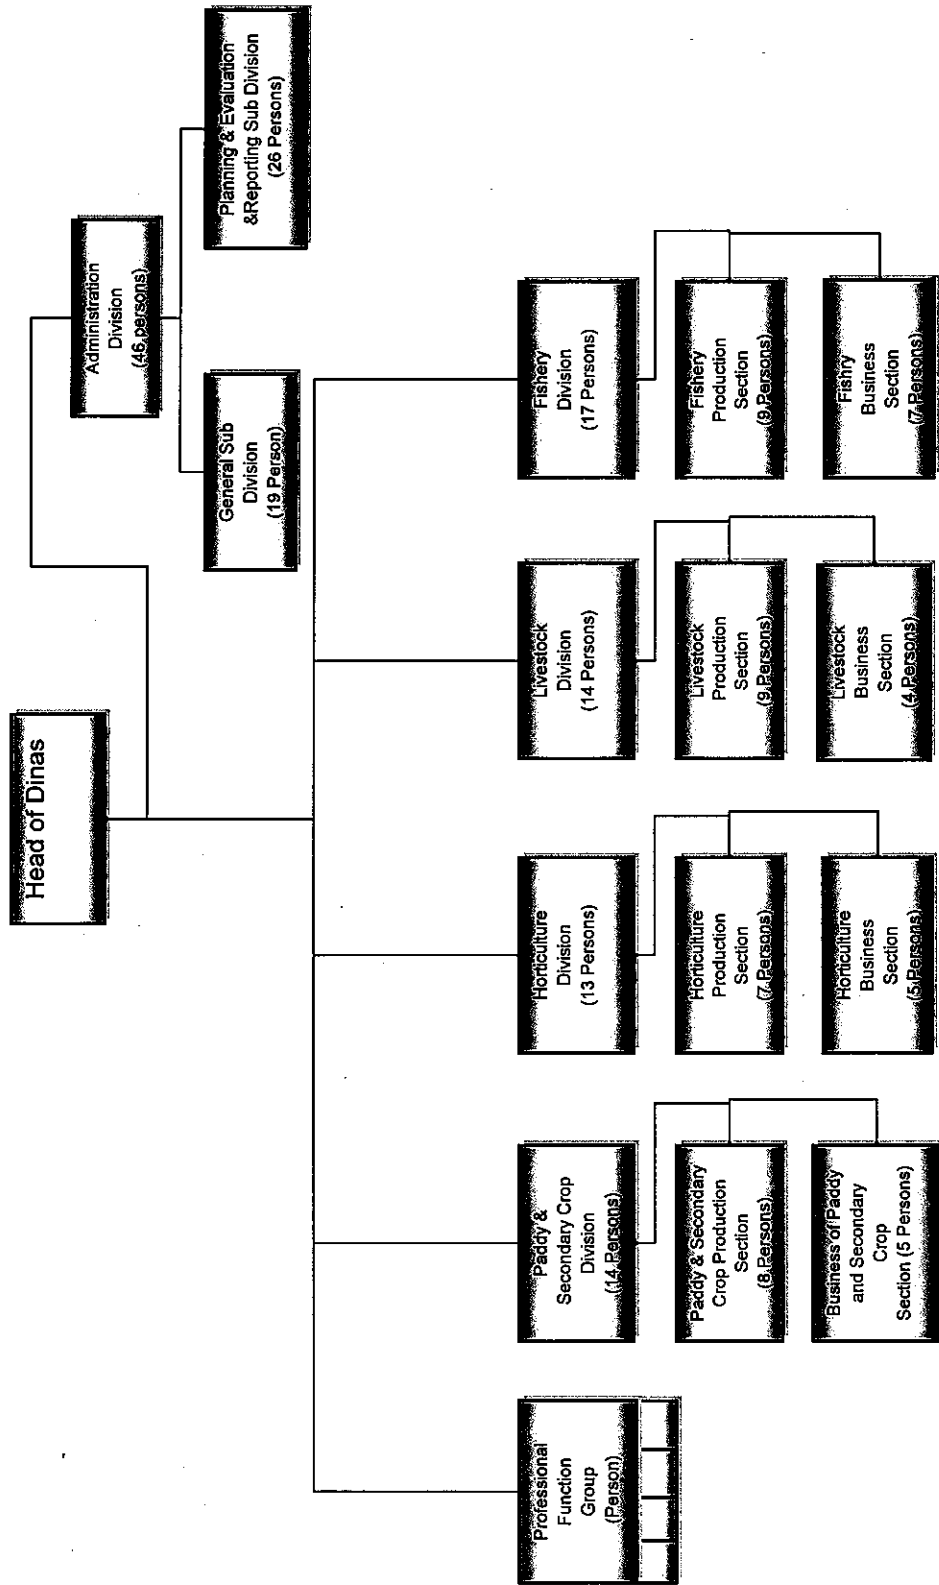 Head of Dinas
Administration
Division
(46 persons)
General Sub
Division
(19 Person)
Planning & Evaluation
&Reporting Sub Division
(26 Persons)
Professional
Function
Group
(Person)
Paddy &
Secondary Crop
Division
(14 Persons)
Paddy & Secondary
Crop Production
Section
(8 Persons)
Business of Paddy
and Secondary
Crop
Section (5 Persons)
Horticulture
Division
(13 Persons)
Horticulture
Production
Section
(7 Persons)
Horticulture
Business
Section
(5 Persons)
Livestock
Division
(14 Persons)
Livestock
Production
Section
(9 Persons)
Livestock
Business
Section
(4 Persons)
Fishery
Division
(17 Persons)
Fishery
Production
Section
(9 Persons)
Fishry
Business
Section
(7 Persons)